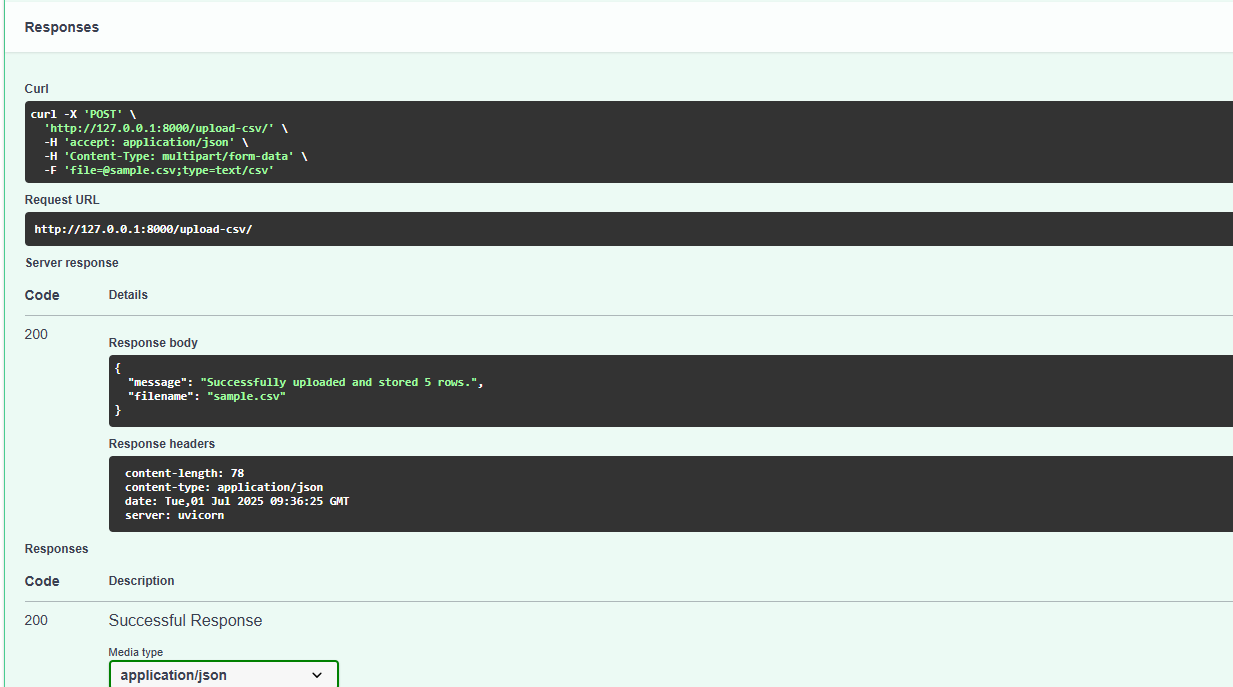 Responses
Curl
curl -X 'POST' \
  'http://127.0.0.1:8000/upload-csv/' \
  -H 'accept: application/json' \
  -H 'Content-Type: multipart/form-data' \
  -F 'file=@sample.csv;type=text/csv'
Request URL
http://127.0.0.1:8000/upload-csv/
Server response
Code Details
200
Response body
{
  "message": "Successfully uploaded and stored 5 rows.",
  "filename": "sample.csv"
}
Response headers
content-length: 78
content-type: application/json
date: Tue,01 Jul 2025 09:36:25 GMT
server: uvicorn
Responses
Code Description
200 Successful Response
Media type
application/json